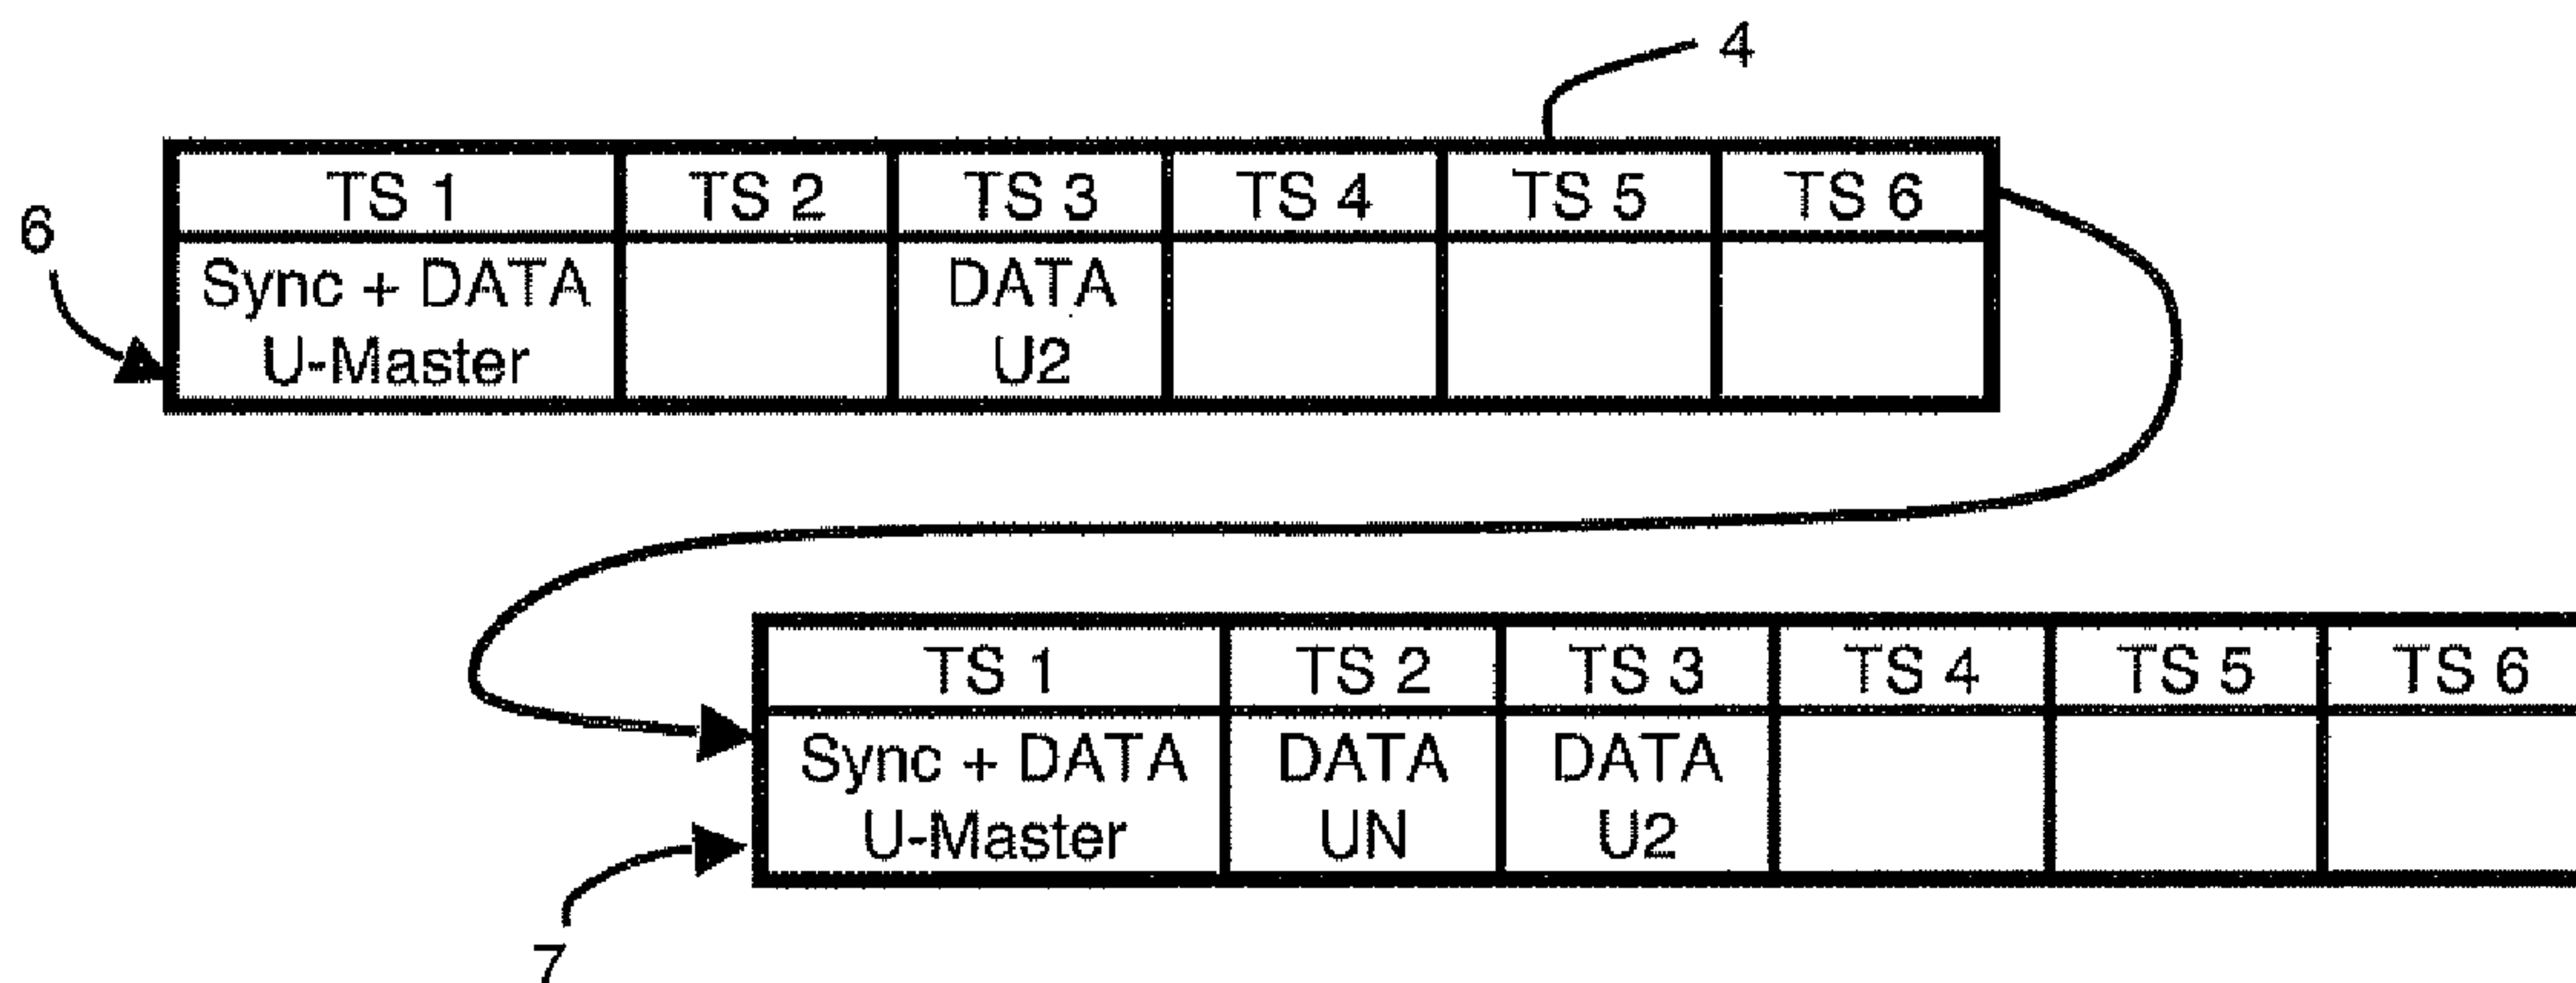 4
TS 1 TS 2 TS 3 TS 4 TS 5 TS 6
6
Sync + DATA DATA
U-Master U2
TS 1 TS 2 TS 3 TS 4 TS 5 TS 6
Sync + DATA DATA DATA
U-Master UN U2
7